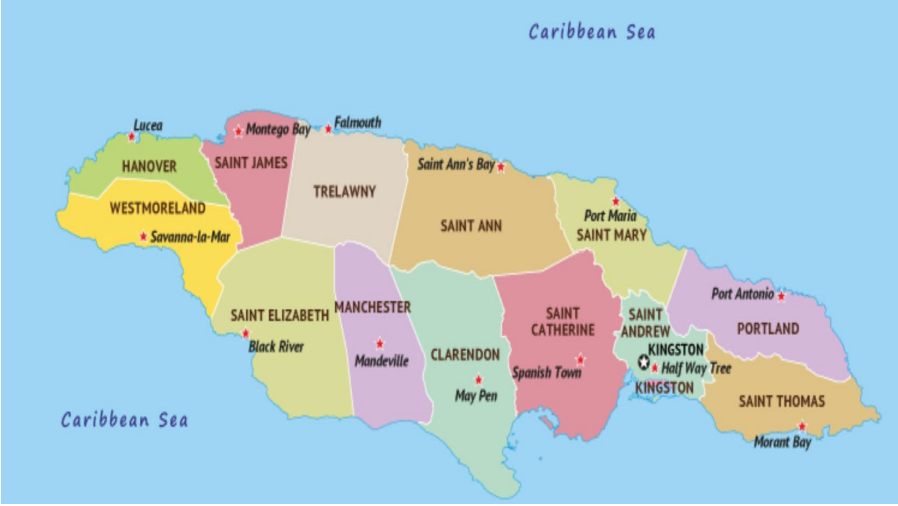 Caribbean Sea
Lucea
Montego Bay
Falmouth
HANOVER
SAINT JAMES
Saint Ann's Bay
TRELAWNY
WESTMORELAND
Port Maria
SAINT ANN
SAINT MARY
Savanna-la-Mar
Port Antonio
SAINT ELIZABETH
MANCHESTER
SAINT
CATHERINE
SAINT
ANDREW
PORTLAND
Black River
Mandeville
CLARENDON
KINGSTON
Half Way Tree
Spanish Town
KINGSTON
May Pen
SAINT THOMAS
Caribbean Sea
Morant Bay